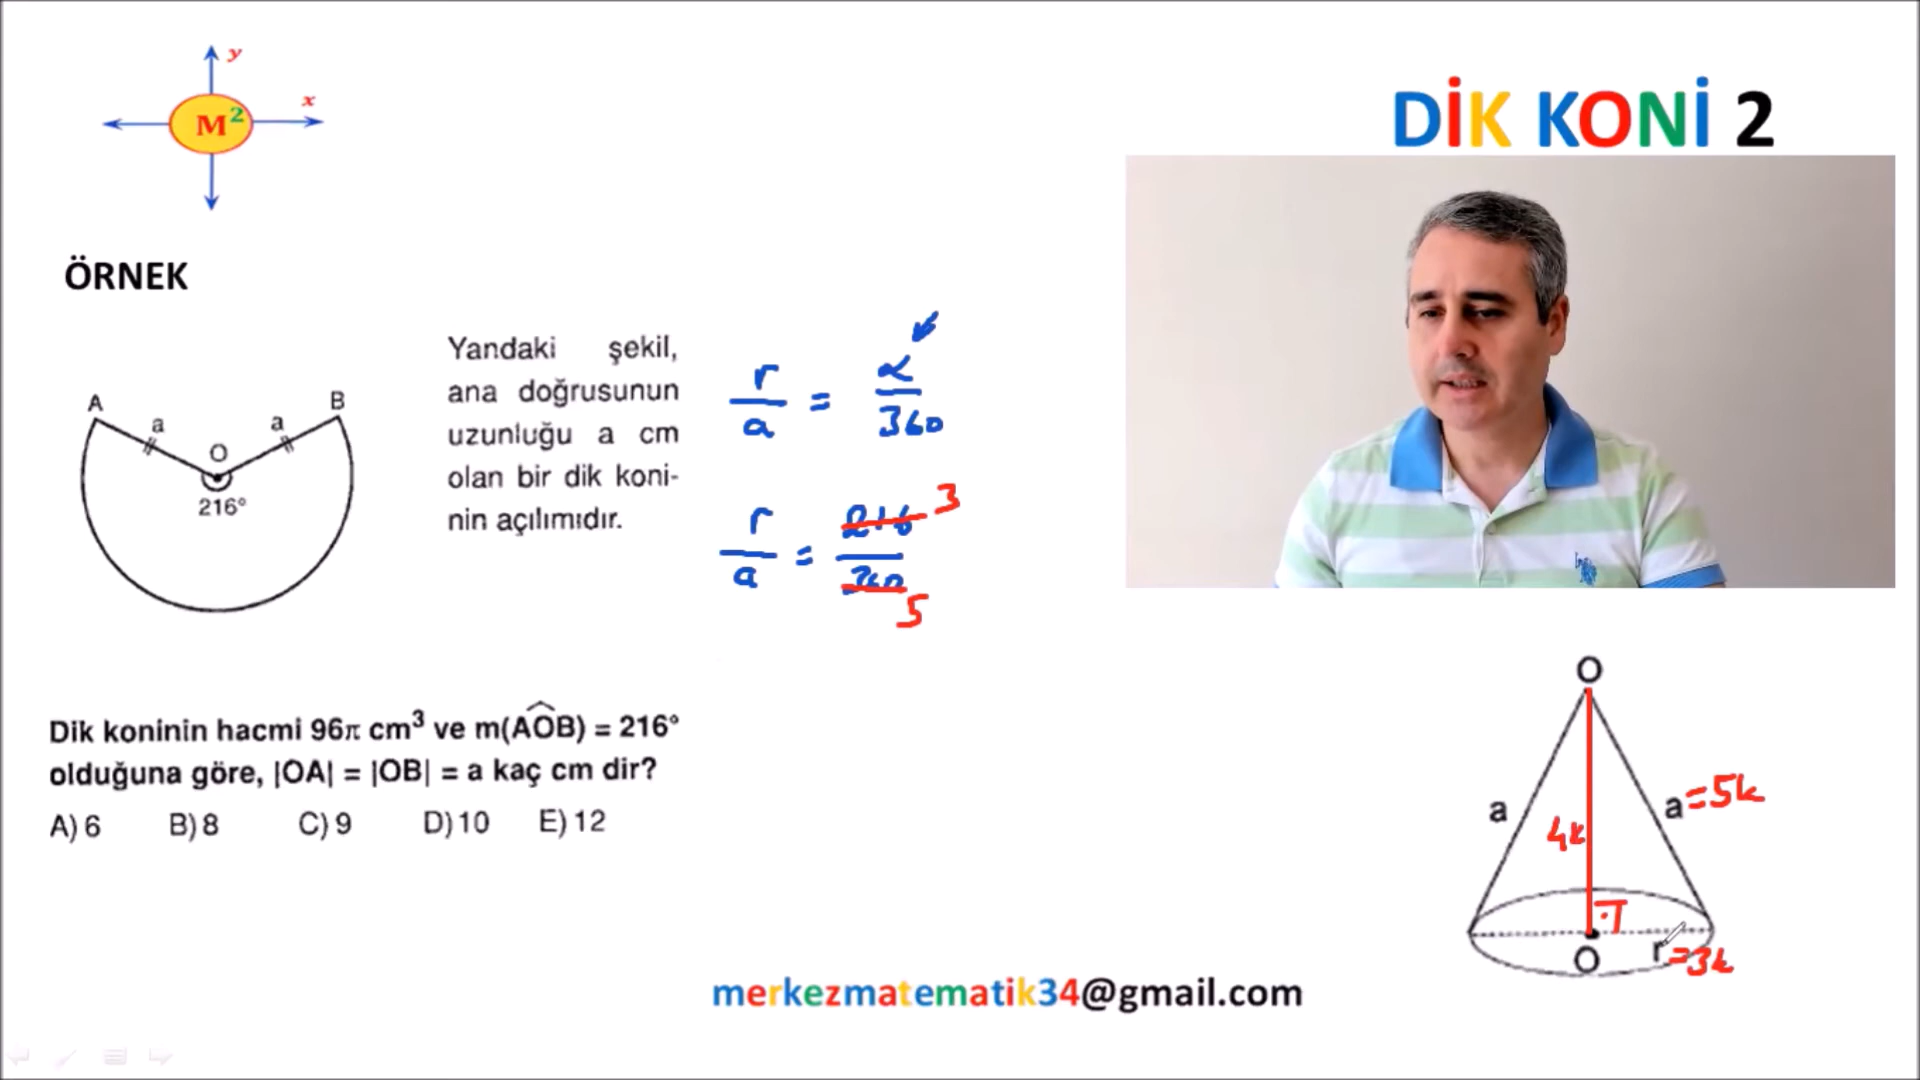 y
x
M²
DİK KONİ 2
ÖRNEK
A
B
a
a
O
216°
Yandaki şekil,
ana doğrusunun
uzunluğu a cm
olan bir dik koni-
nin açılımıdır.
r/a = α/360
r/a = 216/360
3
5
Dik koninin hacmi 96π cm³ ve m(AÔB) = 216°
olduğuna göre, |OA| = |OB| = a kaç cm dir?
A) 6 B) 8 C) 9 D) 10 E) 12
O
a
a=5k
4k
O
r=3k
merkezmatematik34@gmail.com